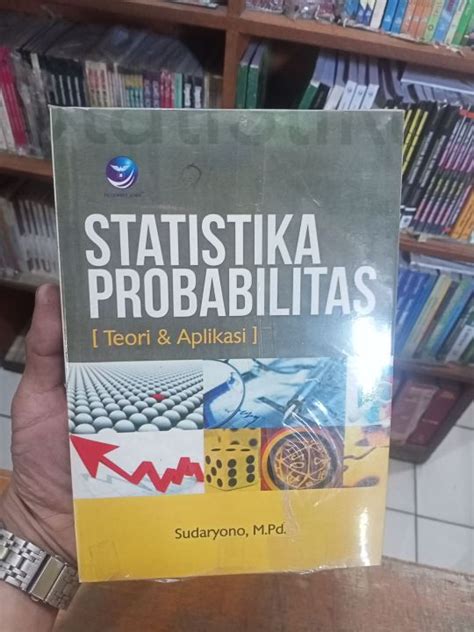 STATISTIKA
PROBABILITAS
[ Teori & Aplikasi ]
Sudaryono, M.Pd.